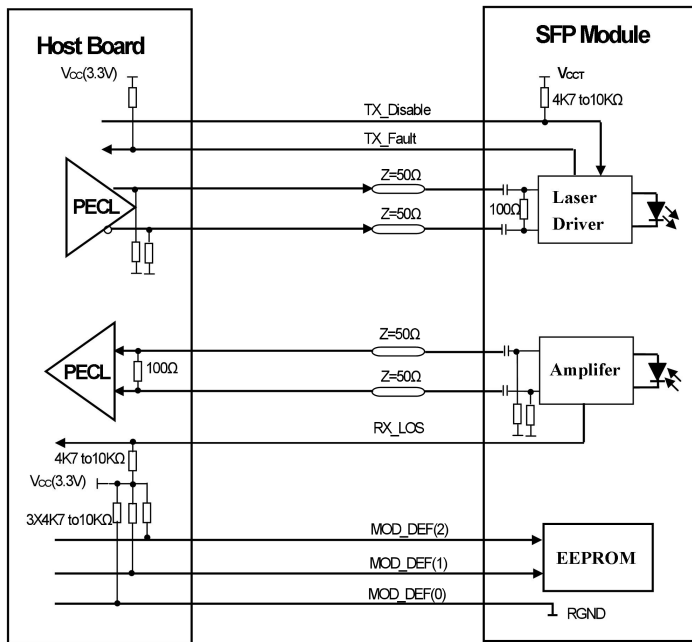 Host Board
SFP Module
VCC(3.3V)
VCCT
4K7 to10KΩ
TX_Disable
TX_Fault
PECL
Z=50Ω
Z=50Ω
100Ω
Laser
Driver
PECL
100Ω
Z=50Ω
Z=50Ω
Amplifer
RX_LOS
4K7 to10KΩ
VCC(3.3V)
3X4K7 to10KΩ
MOD_DEF(2)
MOD_DEF(1)
MOD_DEF(0)
EEPROM
RGND